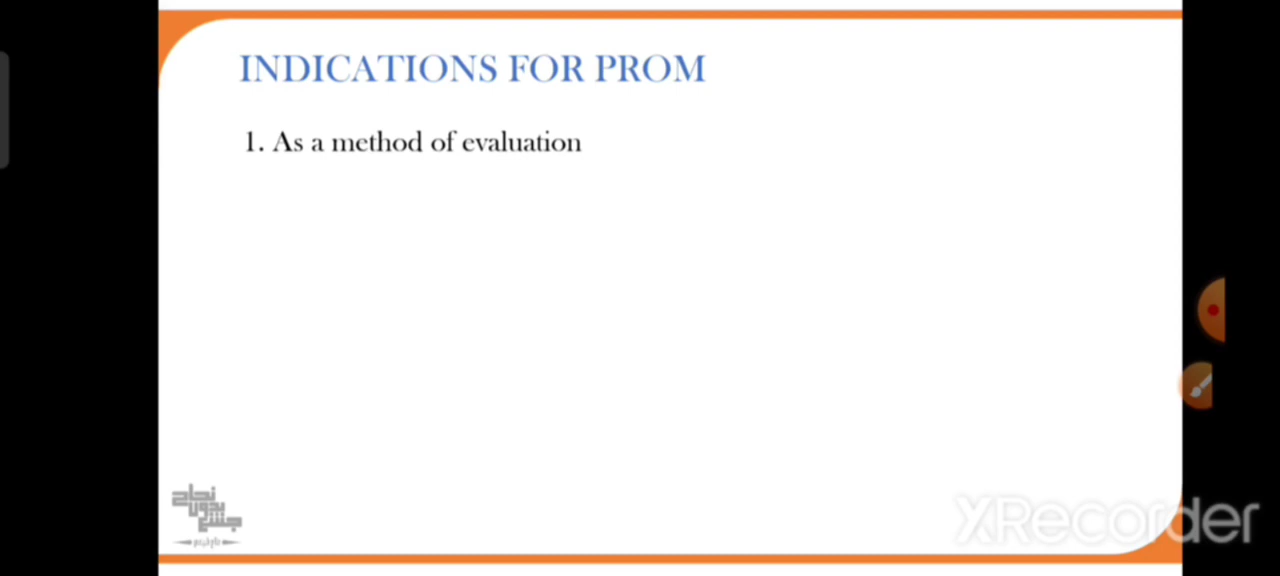 INDICATIONS FOR PROM
1. As a method of evaluation
XRecorder